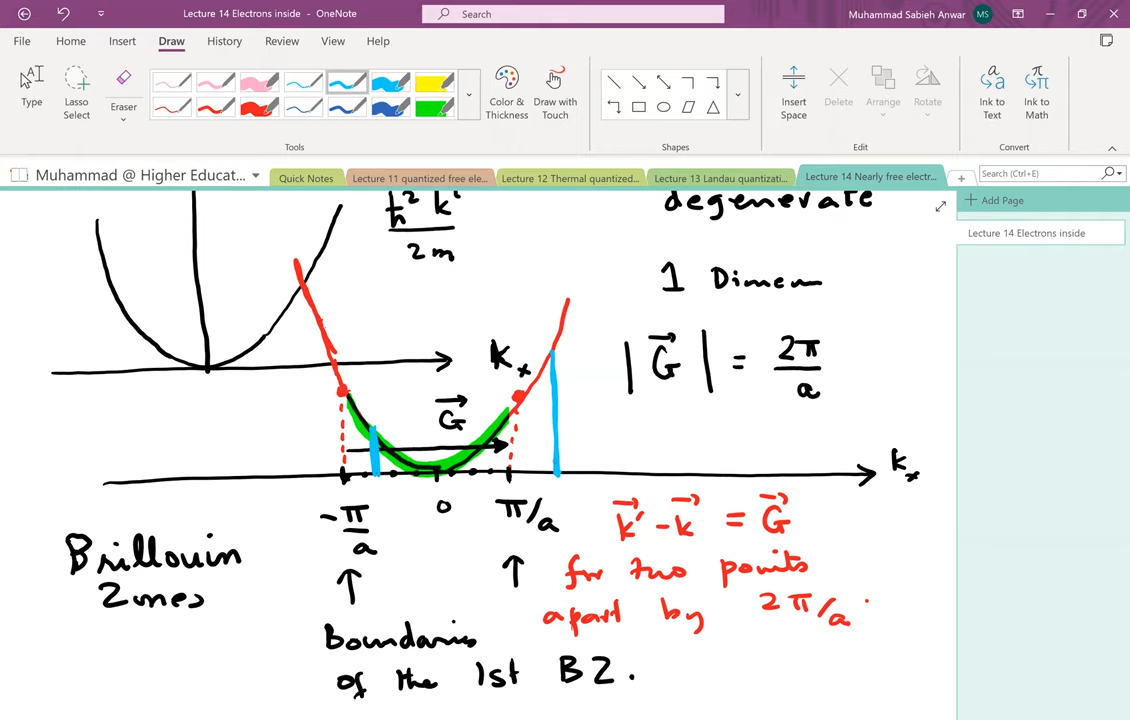 Lecture 14 Electrons inside - OneNote
Search
Muhammad Sabieh Anwar
MS
File Home Insert Draw History Review View Help
Type
Lasso Select
Eraser
Color & Thickness
Draw with Touch
Insert Space
Delete
Arrange
Rotate
Ink to Text
Ink to Math
Tools
Shapes
Edit
Convert
Muhammad @ Higher Educat...
Quick Notes
Lecture 11 quantized free ele...
Lecture 12 Thermal quantized...
Lecture 13 Landau quantizati...
Lecture 14 Nearly free electr...
Search (Ctrl+E)
Add Page
Lecture 14 Electrons inside
ħ² k²
2m
degenerate
1 Dimem
kₓ
|G⃗| = 2π/a
G⃗
kₓ
-π/a
0
π/a
k⃗' - k⃗ = G⃗
for two points
apart by 2π/a
Brillouin
Zones
↑ ↑
Boundaries
of the 1st BZ.